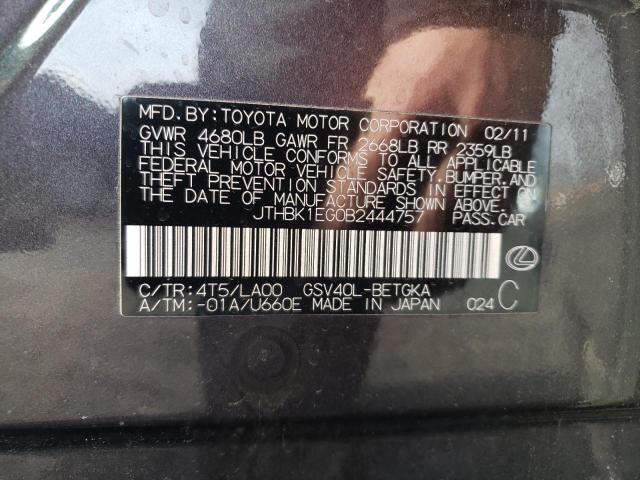 MFD.BY:TOYOTA MOTOR CORPORATION 02/11
GVWR 4680LB GAWR FR 2668LB RR 2359LB
THIS VEHICLE CONFORMS TO ALL APPLICABLE
FEDERAL MOTOR VEHICLE SAFETY,BUMPER,AND
THEFT PREVENTION STANDARDS IN EFFECT ON
THE DATE OF MANUFACTURE SHOWN ABOVE.
JTHBK1EG0B2444757 PASS.CAR
C/TR:4T5/LA00 GSV40L-BETGKA
A/TM:-01A/U660E MADE IN JAPAN 024 C